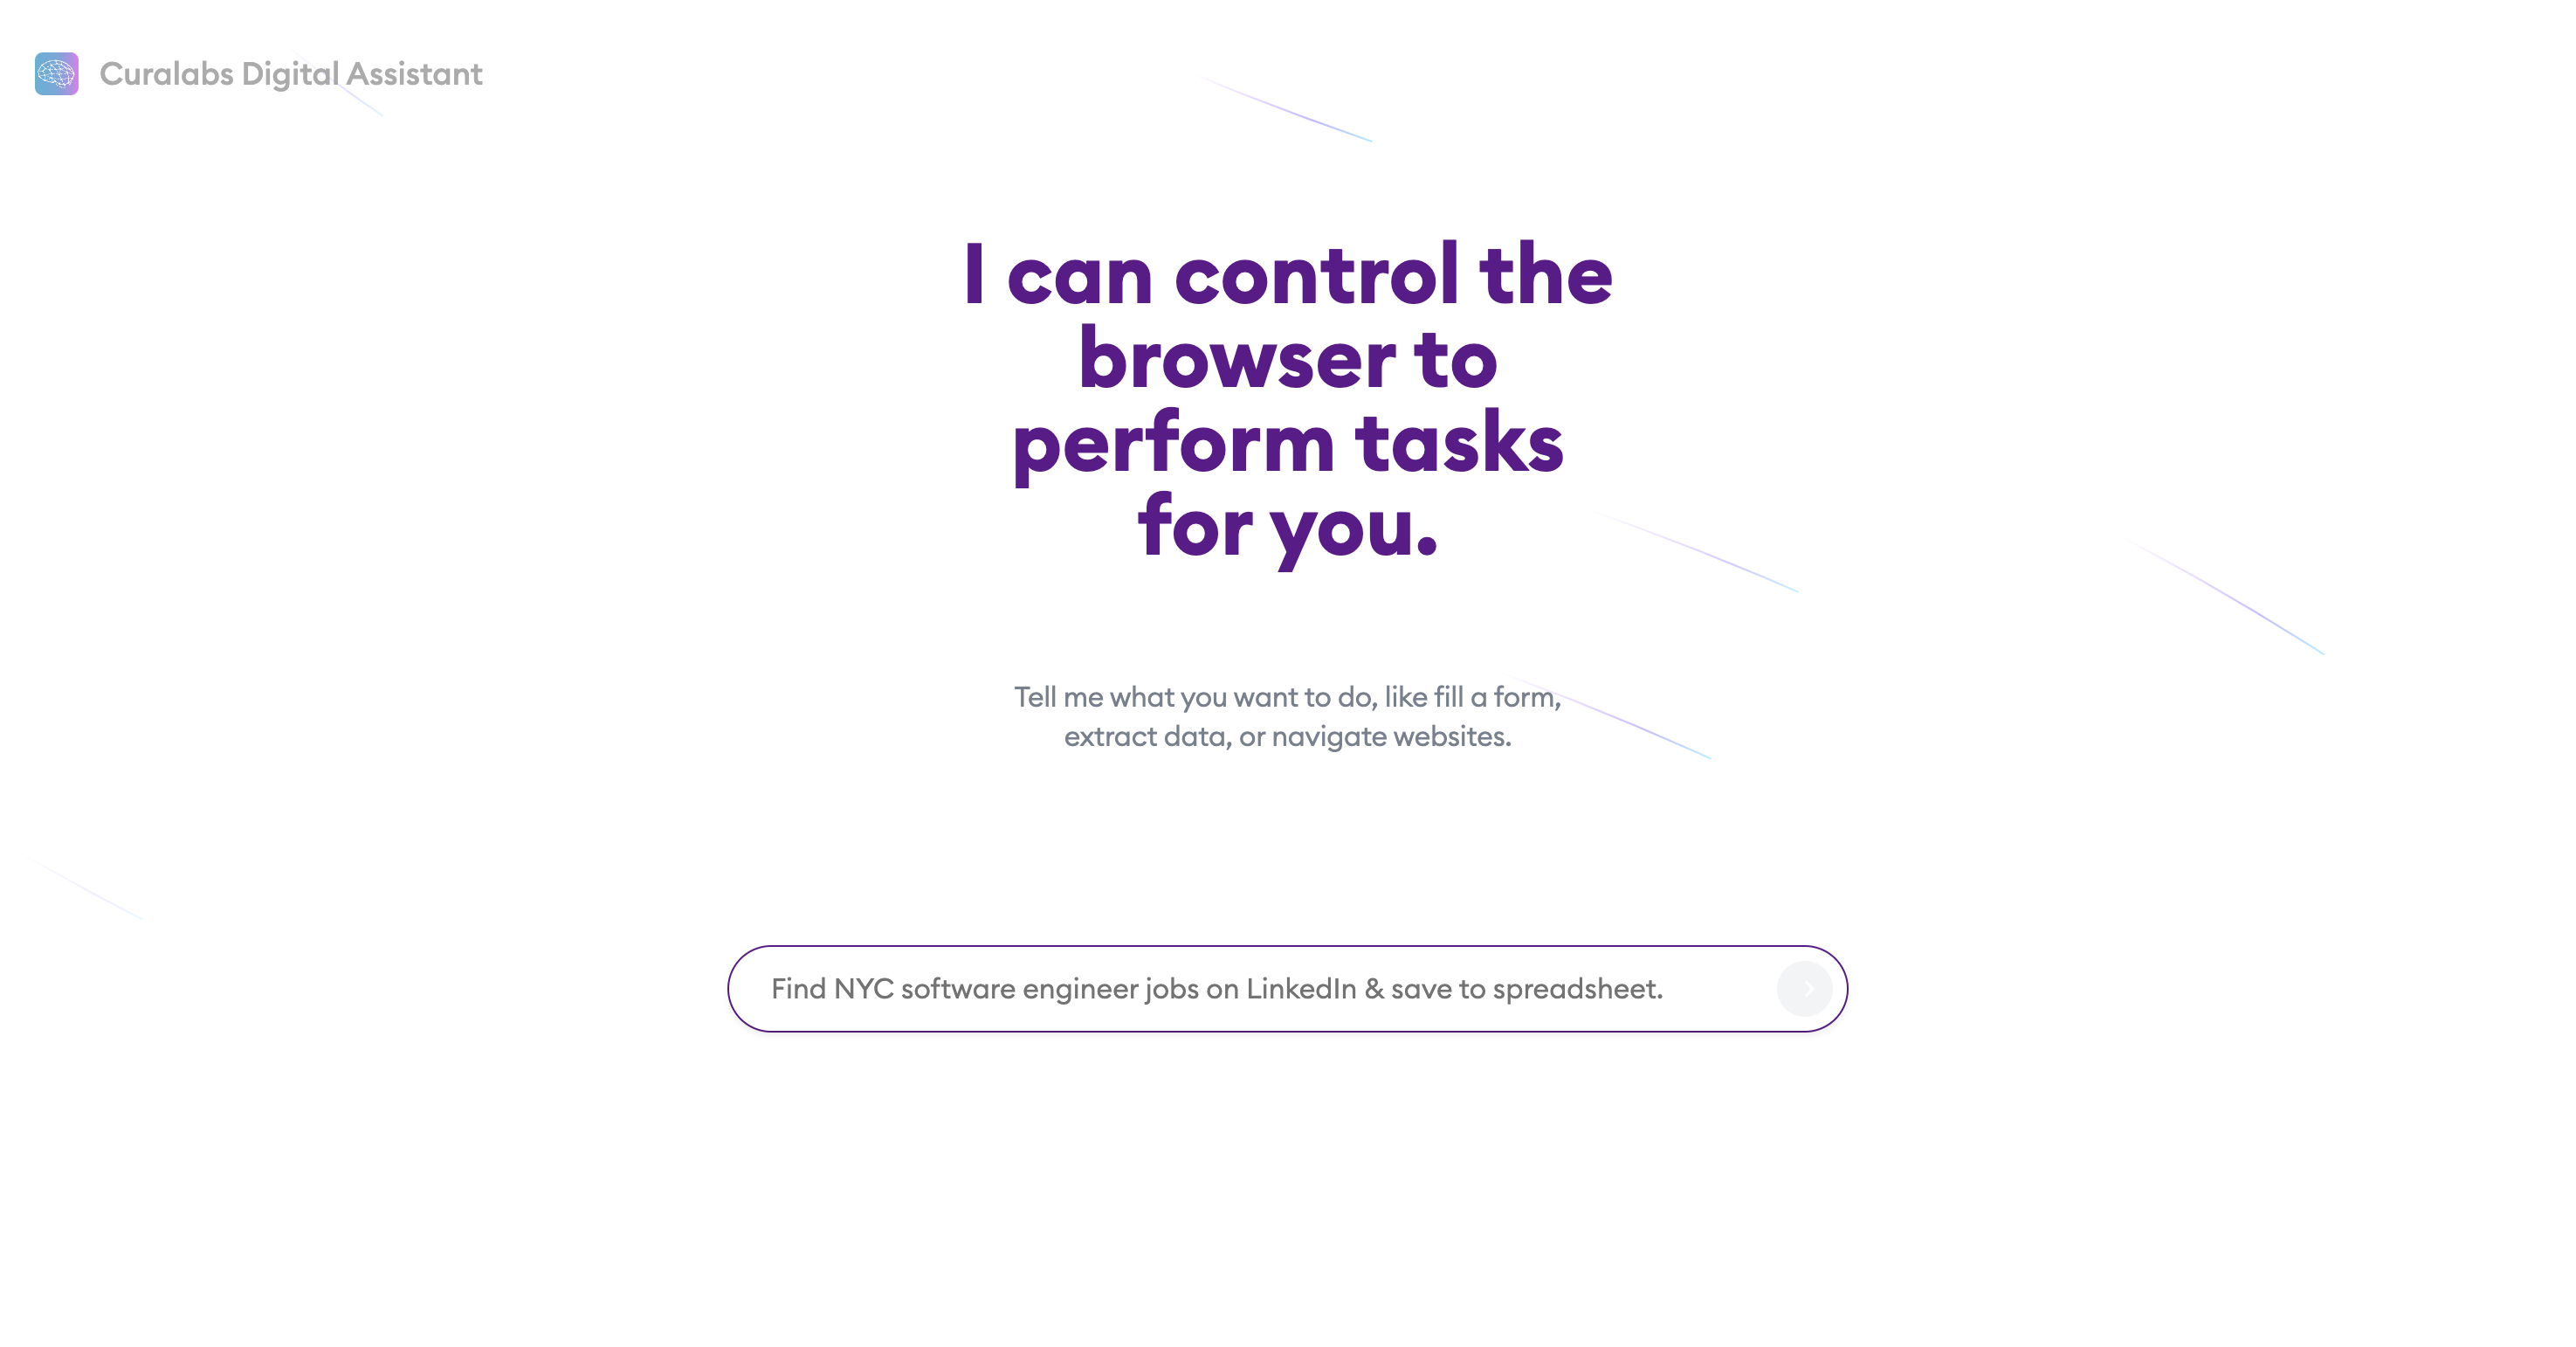 Curalabs Digital Assistant
I can control the
browser to
perform tasks
for you.
Tell me what you want to do, like fill a form,
extract data, or navigate websites.
Find NYC software engineer jobs on LinkedIn & save to spreadsheet.